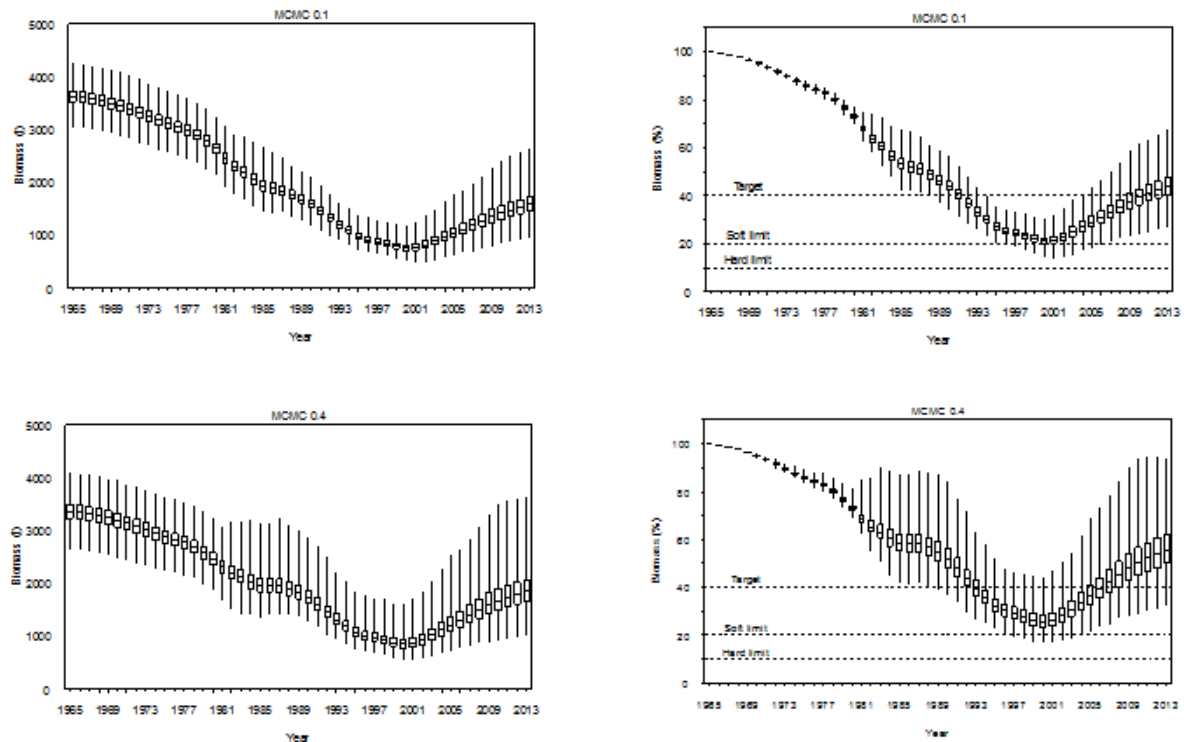 MCMC 0.1
5000
4000
3000
2000
1000
0
Biomass (t)
1965 1969 1973 1977 1981 1985 1989 1993 1997 2001 2005 2009 2013
Year
MCMC 0.1
100
80
60
40
20
0
Biomass (%)
Target
Soft limit
Hard limit
1965 1969 1973 1977 1981 1985 1989 1993 1997 2001 2005 2009 2013
Year
MCMC 0.4
5000
4000
3000
2000
1000
0
Biomass (t)
1965 1969 1973 1977 1981 1985 1989 1993 1997 2001 2005 2009 2013
Year
MCMC 0.4
100
80
60
40
20
0
Biomass (%)
Target
Soft limit
Hard limit
1965 1969 1973 1977 1981 1985 1989 1993 1997 2001 2005 2009 2013
Year